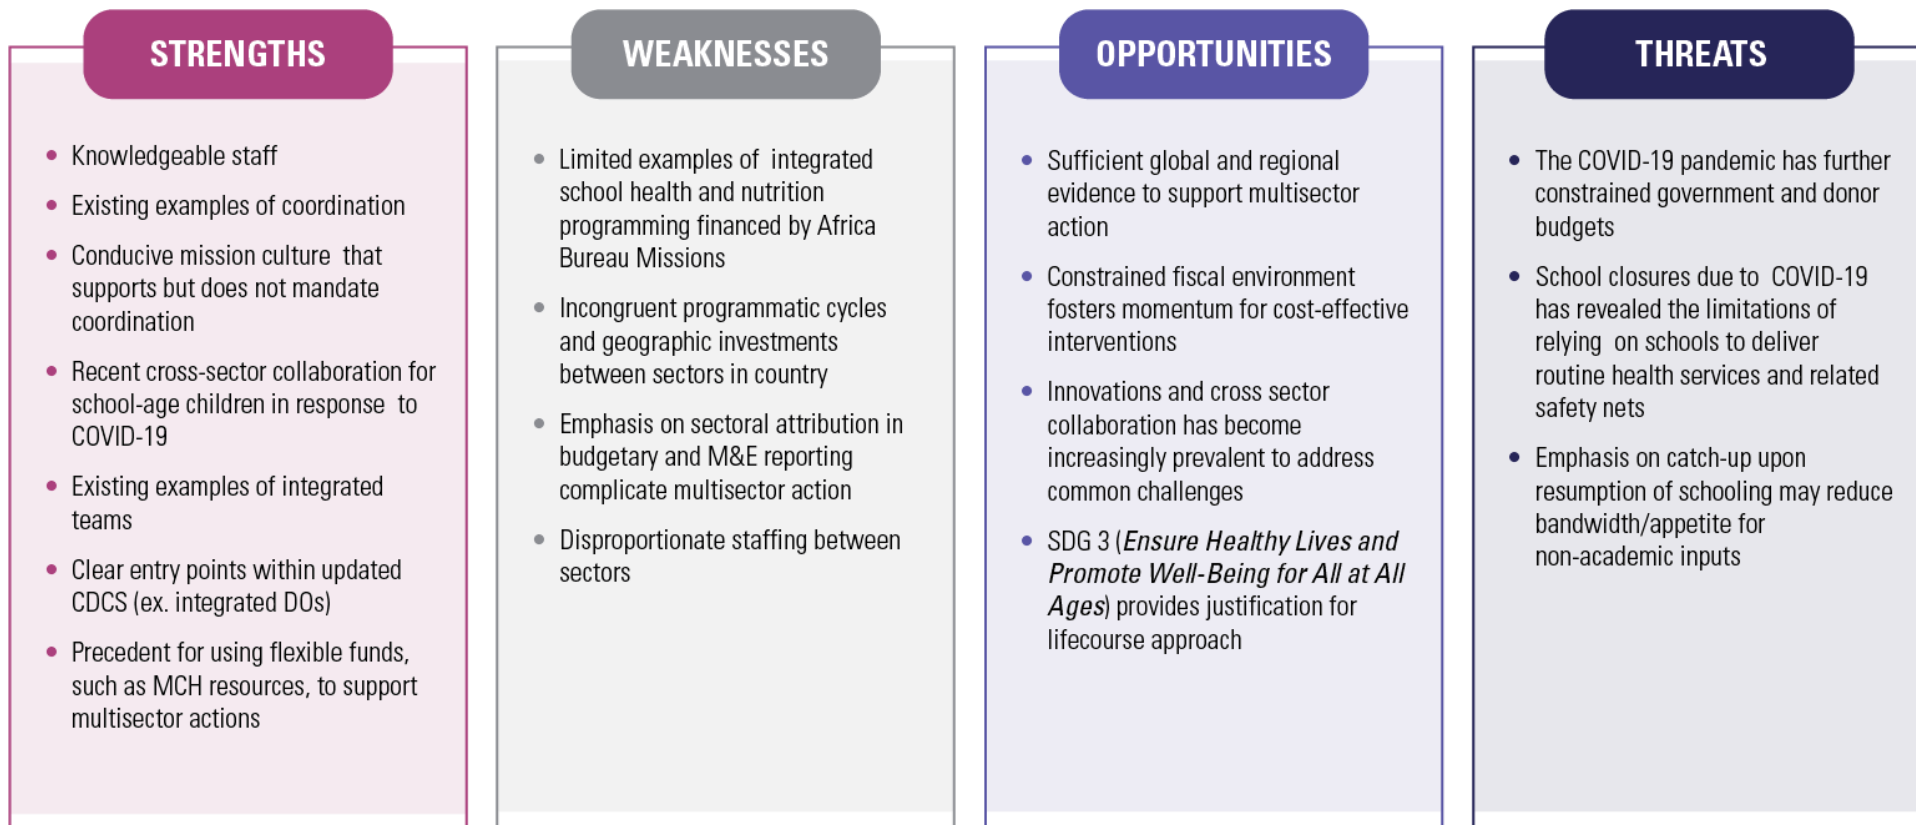 STRENGTHS
• Knowledgeable staff
• Existing examples of coordination
• Conducive mission culture that
supports but does not mandate
coordination
• Recent cross-sector collaboration for
school-age children in response to
COVID-19
• Existing examples of integrated
teams
• Clear entry points within updated
CDCS (ex. integrated DOs)
• Precedent for using flexible funds,
such as MCH resources, to support
multisector actions
WEAKNESSES
• Limited examples of integrated
school health and nutrition
programming financed by Africa
Bureau Missions
• Incongruent programmatic cycles
and geographic investments
between sectors in country
• Emphasis on sectoral attribution in
budgetary and M&E reporting
complicate multisector action
• Disproportionate staffing between
sectors
OPPORTUNITIES
• Sufficient global and regional
evidence to support multisector
action
• Constrained fiscal environment
fosters momentum for cost-effective
interventions
• Innovations and cross sector
collaboration has become
increasingly prevalent to address
common challenges
• SDG 3 (Ensure Healthy Lives and
Promote Well-Being for All at All
Ages) provides justification for
lifecourse approach
THREATS
• The COVID-19 pandemic has further
constrained government and donor
budgets
• School closures due to COVID-19
has revealed the limitations of
relying on schools to deliver
routine health services and related
safety nets
• Emphasis on catch-up upon
resumption of schooling may reduce
bandwidth/appetite for
non-academic inputs